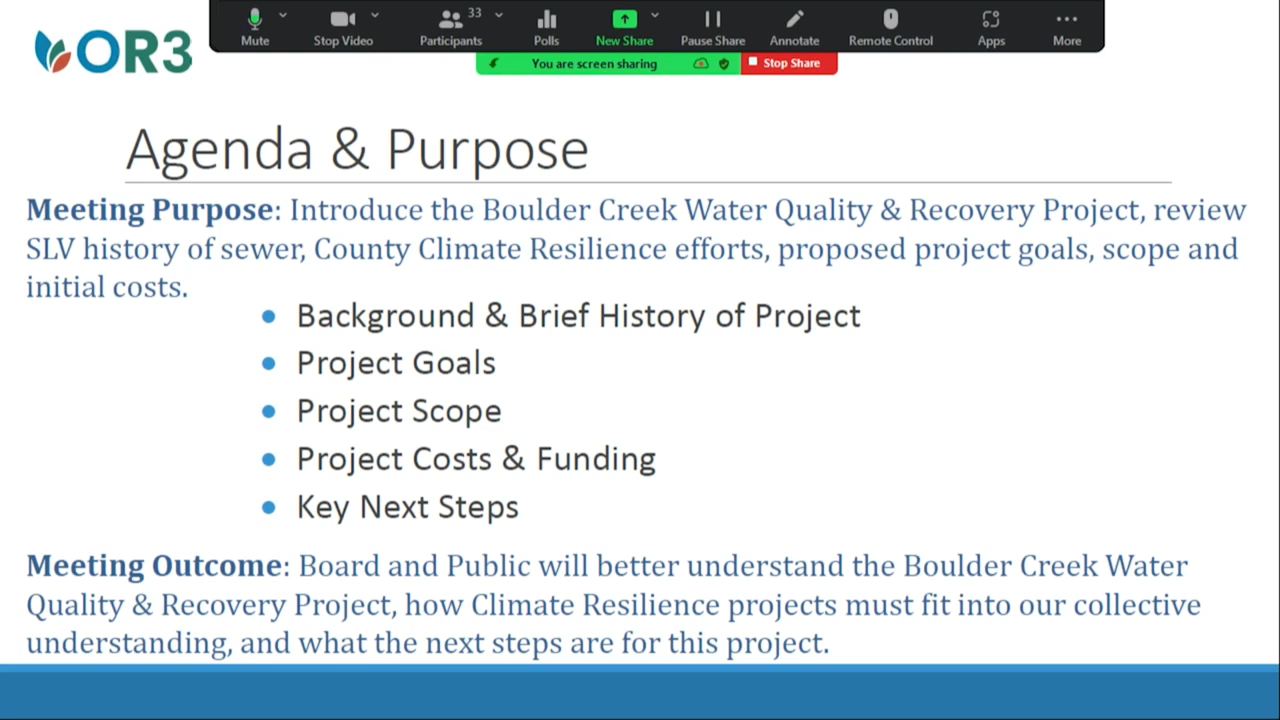 OR3
Mute
Stop Video
Participants
33
Polls
New Share
Pause Share
Annotate
Remote Control
Apps
More
You are screen sharing
Stop Share
Agenda & Purpose
Meeting Purpose: Introduce the Boulder Creek Water Quality & Recovery Project, review
SLV history of sewer, County Climate Resilience efforts, proposed project goals, scope and
initial costs.
Background & Brief History of Project
Project Goals
Project Scope
Project Costs & Funding
Key Next Steps
Meeting Outcome: Board and Public will better understand the Boulder Creek Water
Quality & Recovery Project, how Climate Resilience projects must fit into our collective
understanding, and what the next steps are for this project.